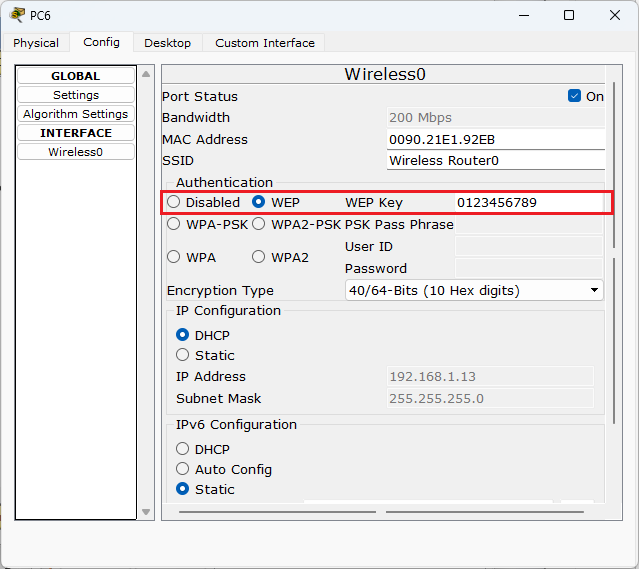 PC6
Physical Config Desktop Custom Interface
GLOBAL
Settings
Algorithm Settings
INTERFACE
Wireless0
Wireless0
Port Status On
Bandwidth 200 Mbps
MAC Address 0090.21E1.92EB
SSID Wireless Router0
Authentication
Disabled WEP WEP Key 0123456789
WPA-PSK WPA2-PSK PSK Pass Phrase
User ID
WPA WPA2
Password
Encryption Type 40/64-Bits (10 Hex digits)
IP Configuration
DHCP
Static
IP Address 192.168.1.13
Subnet Mask 255.255.255.0
IPv6 Configuration
DHCP
Auto Config
Static